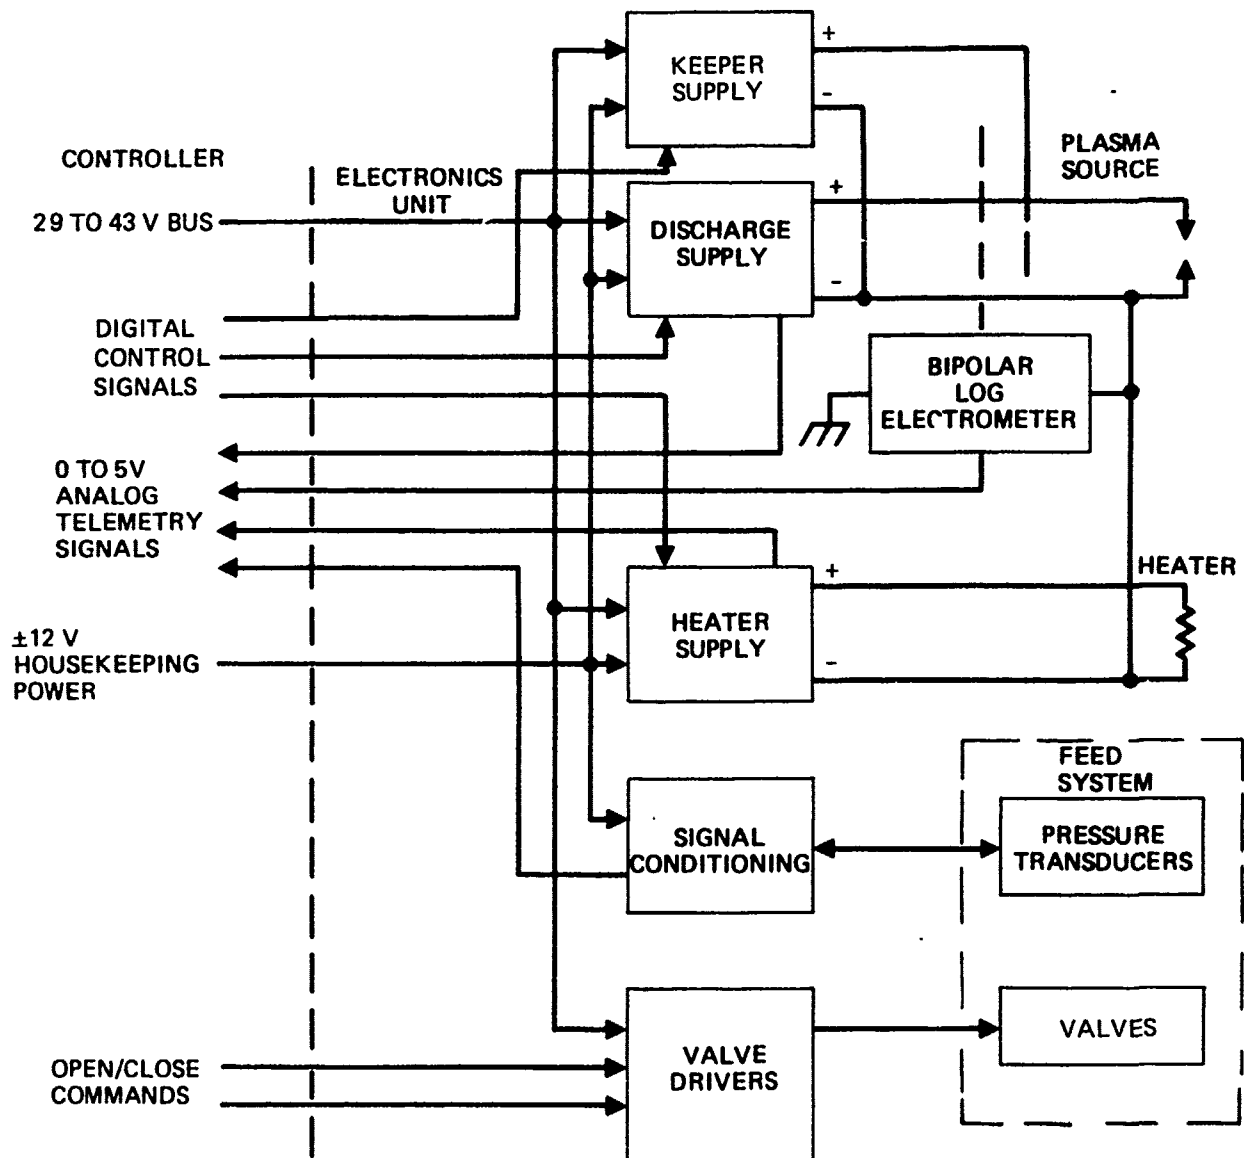 KEEPER
SUPPLY
+
-
CONTROLLER
ELECTRONICS
UNIT
PLASMA
SOURCE
29 TO 43 V BUS
DISCHARGE
SUPPLY
+
-
DIGITAL
CONTROL
SIGNALS
BIPOLAR
LOG
ELECTROMETER
0 TO 5V
ANALOG
TELEMETRY
SIGNALS
HEATER
SUPPLY
+
-
HEATER
±12 V
HOUSEKEEPING
POWER
FEED
SYSTEM
SIGNAL
CONDITIONING
PRESSURE
TRANSDUCERS
VALVES
VALVE
DRIVERS
OPEN/CLOSE
COMMANDS